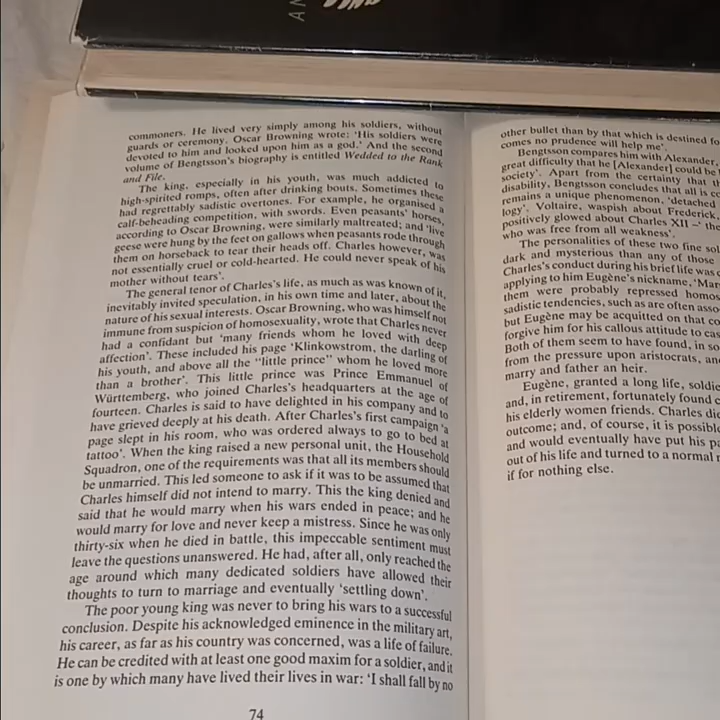 AN
commoners. He lived very simply among his soldiers, without
guards or ceremony. Oscar Browning wrote: 'His soldiers were
devoted to him and looked upon him as a god.' And the second
volume of Bengtsson's biography is entitled Wedded to the Rank
and File.
The king, especially in his youth, was much addicted to
high-spirited romps, often after drinking bouts. Sometimes these
had regrettably sadistic overtones. For example, he organised a
calf-beheading competition, with swords. Even peasants' horses,
according to Oscar Browning, were similarly maltreated; and 'live
geese were hung by the feet on gallows when peasants rode through
them on horseback to tear their heads off. Charles however, was
not essentially cruel or cold-hearted. He could never speak of his
mother without tears'.
The general tenor of Charles's life, as much as was known of it,
inevitably invited speculation, in his own time and later, about the
nature of his sexual interests. Oscar Browning, who was himself not
immune from suspicion of homosexuality, wrote that Charles never
had a confidant but 'many friends whom he loved with deep
affection'. These included his page 'Klinkowstrom, the darling of
his youth, and above all the "little prince" whom he loved more
than a brother'. This little prince was Prince Emmanuel of
Württemberg, who joined Charles's headquarters at the age of
fourteen. Charles is said to have delighted in his company and to
have grieved deeply at his death. After Charles's first campaign 'a
page slept in his room, who was ordered always to go to bed at
tattoo'. When the king raised a new personal unit, the Household
Squadron, one of the requirements was that all its members should
be unmarried. This led someone to ask if it was to be assumed that
Charles himself did not intend to marry. This the king denied and
said that he would marry when his wars ended in peace; and he
would marry for love and never keep a mistress. Since he was only
thirty-six when he died in battle, this impeccable sentiment must
leave the questions unanswered. He had, after all, only reached the
age around which many dedicated soldiers have allowed their
thoughts to turn to marriage and eventually 'settling down'.
The poor young king was never to bring his wars to a successful
conclusion. Despite his acknowledged eminence in the military art,
his career, as far as his country was concerned, was a life of failure.
He can be credited with at least one good maxim for a soldier, and it
is one by which many have lived their lives in war: 'I shall fall by no
74
other bullet than by that which is destined fo
comes no prudence will help me'.
Bengtsson compares him with Alexander,
great difficulty that he [Alexander] could be
society'. Apart from the certainty that th
disability, Bengtsson concludes that all is co
remains a unique phenomenon, 'detached
logy'. Voltaire, waspish about Frederick,
positively glowed about Charles XII – 'the
who was free from all weakness'.
The personalities of these two fine sol
dark and mysterious than any of those
Charles's conduct during his brief life was c
applying to him Eugène's nickname, 'Mar
them were probably repressed homos
sadistic tendencies, such as are often asso
but Eugène may be acquitted on that co
forgive him for his callous attitude to cas
Both of them seem to have found, in so
from the pressure upon aristocrats, an
marry and father an heir.
Eugène, granted a long life, soldie
and, in retirement, fortunately found c
his elderly women friends. Charles die
outcome; and, of course, it is possible
and would eventually have put his pa
out of his life and turned to a normal r
if for nothing else.